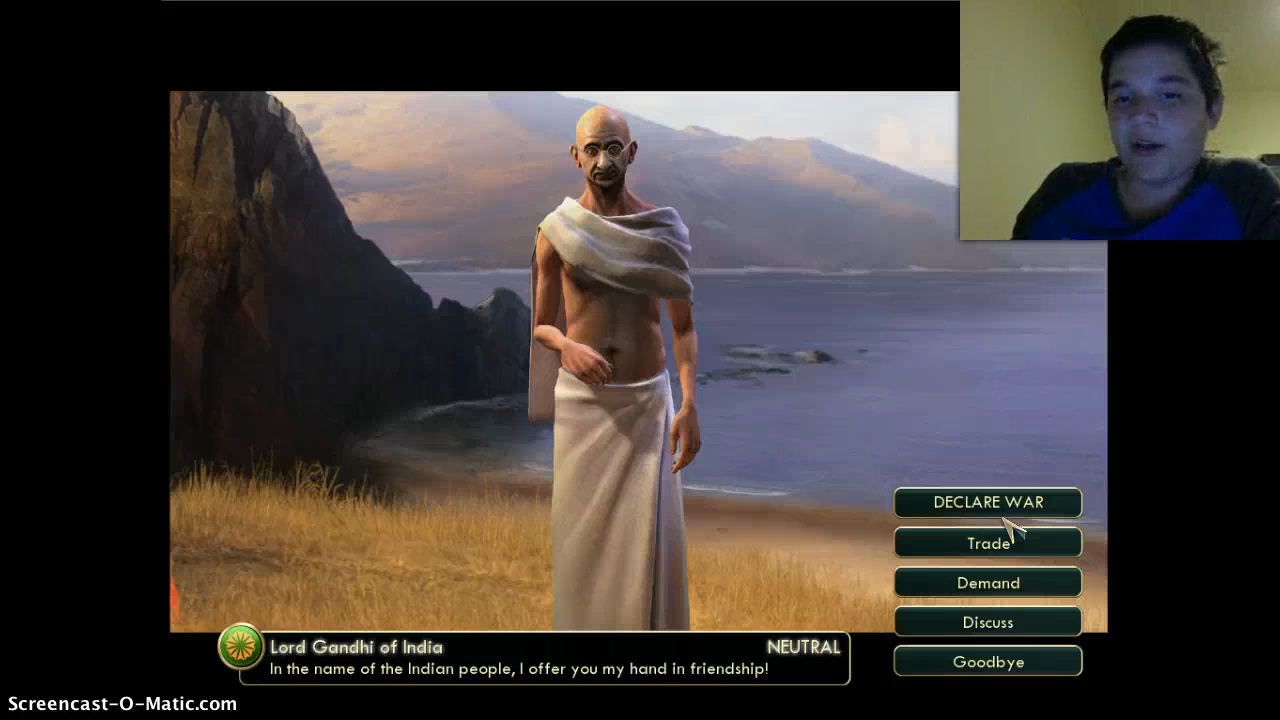 DECLARE WAR
Trade
Demand
Discuss
Lord Gandhi of India NEUTRAL
In the name of the Indian people, I offer you my hand in friendship!
Goodbye
Screencast-O-Matic.com